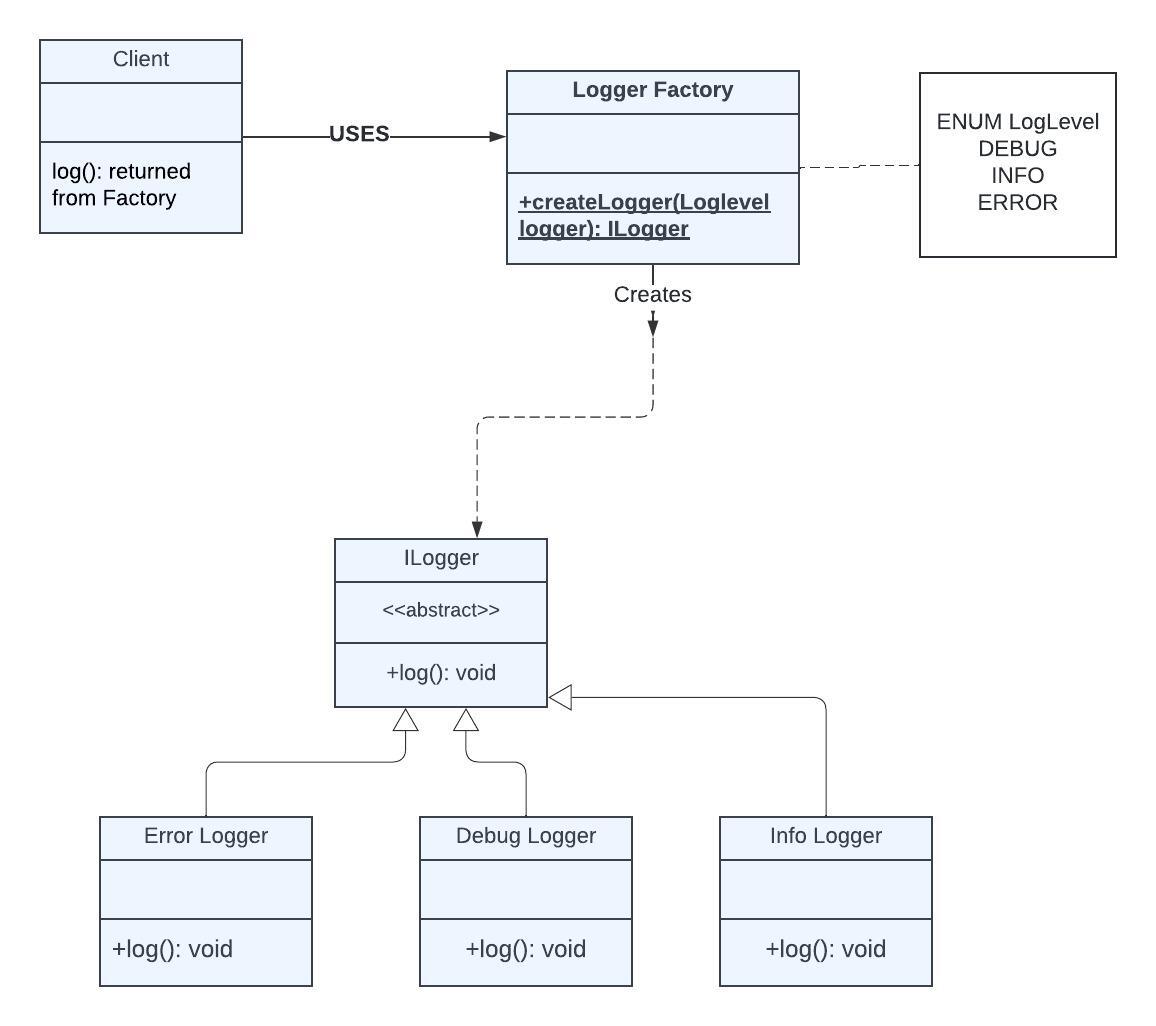 Client
log(): returned
from Factory
USES
Logger Factory
+createLogger(Loglevel
logger): ILogger
ENUM LogLevel
DEBUG
INFO
ERROR
Creates
ILogger
<<abstract>>
+log(): void
Error Logger
+log(): void
Debug Logger
+log(): void
Info Logger
+log(): void